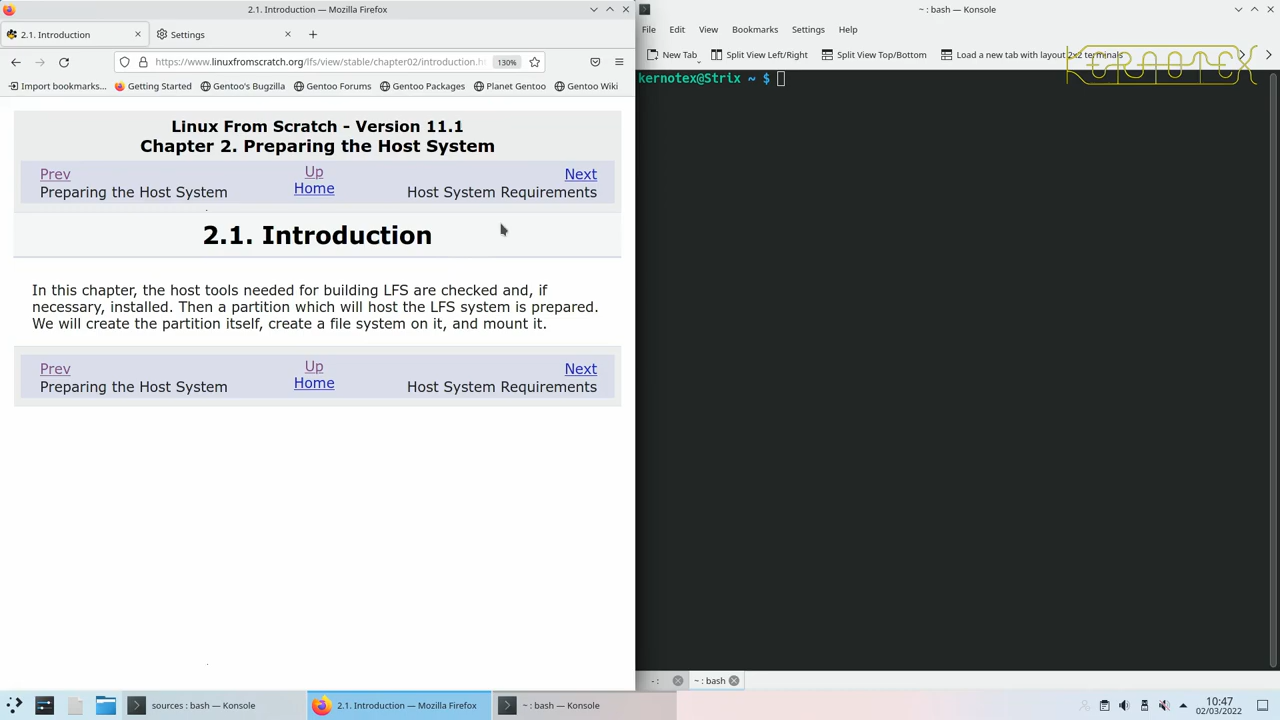 2.1. Introduction — Mozilla Firefox
2.1. Introduction
Settings
https://www.linuxfromscratch.org/lfs/view/stable/
130%
Import bookmarks...
Getting Started
Gentoo's Bugzilla
Gentoo Forums
Gentoo Packages
Planet Gentoo
Gentoo Wiki
Linux From Scratch - Version 11.1
Chapter 2. Preparing the Host System
Prev
Up
Next
Preparing the Host System
Home
Host System Requirements
2.1. Introduction
In this chapter, the host tools needed for building LFS are checked and, if
necessary, installed. Then a partition which will host the LFS system is prepared.
We will create the partition itself, create a file system on it, and mount it.
Prev
Up
Next
Preparing the Host System
Home
Host System Requirements
~ : bash — Konsole
File Edit View Bookmarks Settings Help
New Tab
Split View Left/Right
Split View Top/Bottom
Load a new tab with layout 2x2 terminals
KERNOTEX
kernotex@Strix ~ $
- :
~ : bash
sources : bash — Konsole
2.1. Introduction — Mozilla Firefox
~ : bash — Konsole
10:47
02/03/2022